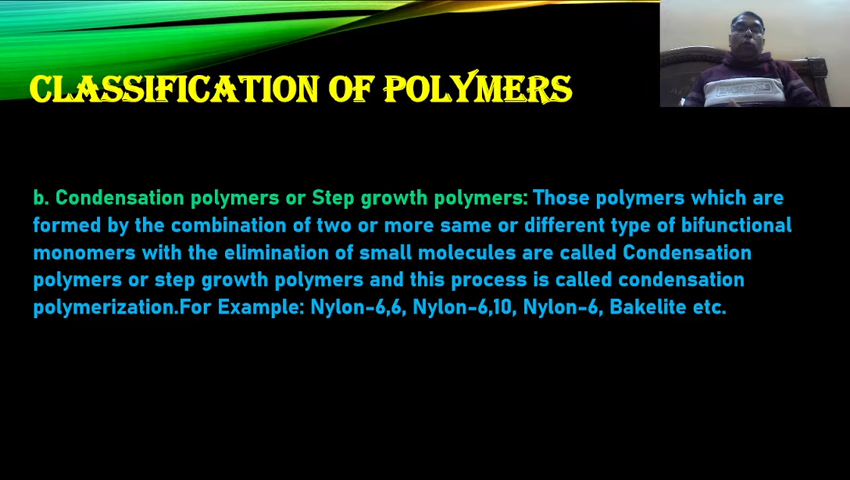 CLASSIFICATION OF POLYMERS
b. Condensation polymers or Step growth polymers: Those polymers which are
formed by the combination of two or more same or different type of bifunctional
monomers with the elimination of small molecules are called Condensation
polymers or step growth polymers and this process is called condensation
polymerization.For Example: Nylon-6,6, Nylon-6,10, Nylon-6, Bakelite etc.